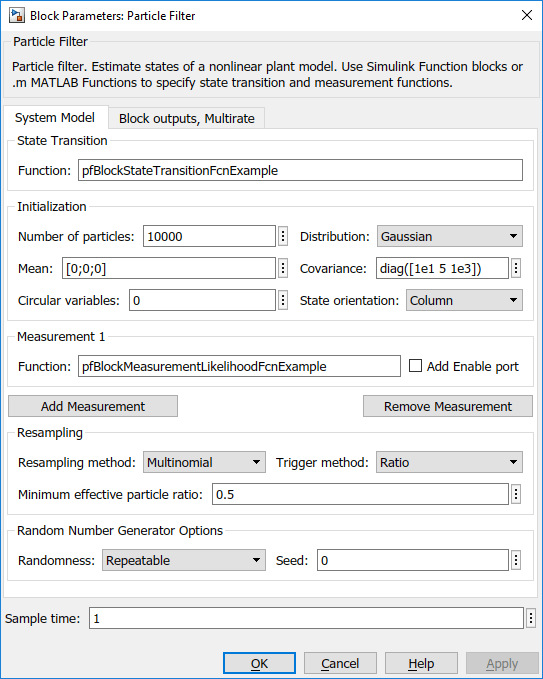 Block Parameters: Particle Filter
Particle Filter
Particle filter. Estimate states of a nonlinear plant model. Use Simulink Function blocks or
.m MATLAB Functions to specify state transition and measurement functions.
System Model Block outputs, Multirate
State Transition
Function: pfBlockStateTransitionFcnExample
Initialization
Number of particles: 10000 Distribution: Gaussian
Mean: [0;0;0] Covariance: diag([1e1 5 1e3])
Circular variables: 0 State orientation: Column
Measurement 1
Function: pfBlockMeasurementLikelihoodFcnExample Add Enable port
Add Measurement Remove Measurement
Resampling
Resampling method: Multinomial Trigger method: Ratio
Minimum effective particle ratio: 0.5
Random Number Generator Options
Randomness: Repeatable Seed: 0
Sample time: 1
OK Cancel Help Apply